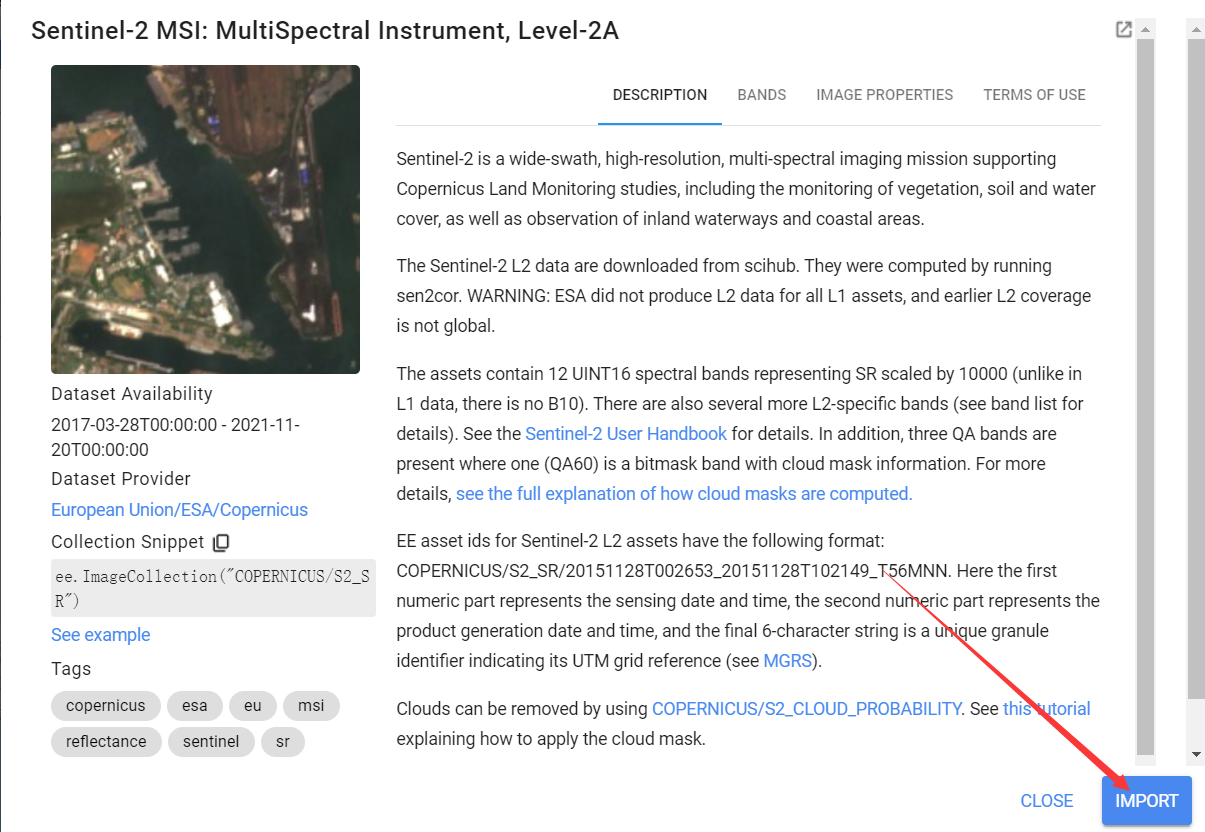 Sentinel-2 MSI: MultiSpectral Instrument, Level-2A
DESCRIPTION BANDS IMAGE PROPERTIES TERMS OF USE
Dataset Availability
2017-03-28T00:00:00 - 2021-11-
20T00:00:00
Dataset Provider
European Union/ESA/Copernicus
Collection Snippet
ee.ImageCollection("COPERNICUS/S2_S
R")
See example
Tags
copernicus esa eu msi
reflectance sentinel sr
Sentinel-2 is a wide-swath, high-resolution, multi-spectral imaging mission supporting
Copernicus Land Monitoring studies, including the monitoring of vegetation, soil and water
cover, as well as observation of inland waterways and coastal areas.
The Sentinel-2 L2 data are downloaded from scihub. They were computed by running
sen2cor. WARNING: ESA did not produce L2 data for all L1 assets, and earlier L2 coverage
is not global.
The assets contain 12 UINT16 spectral bands representing SR scaled by 10000 (unlike in
L1 data, there is no B10). There are also several more L2-specific bands (see band list for
details). See the Sentinel-2 User Handbook for details. In addition, three QA bands are
present where one (QA60) is a bitmask band with cloud mask information. For more
details, see the full explanation of how cloud masks are computed.
EE asset ids for Sentinel-2 L2 assets have the following format:
COPERNICUS/S2_SR/20151128T002653_20151128T102149_T56MNN. Here the first
numeric part represents the sensing date and time, the second numeric part represents the
product generation date and time, and the final 6-character string is a unique granule
identifier indicating its UTM grid reference (see MGRS).
Clouds can be removed by using COPERNICUS/S2_CLOUD_PROBABILITY. See this tutorial
explaining how to apply the cloud mask.
CLOSE IMPORT